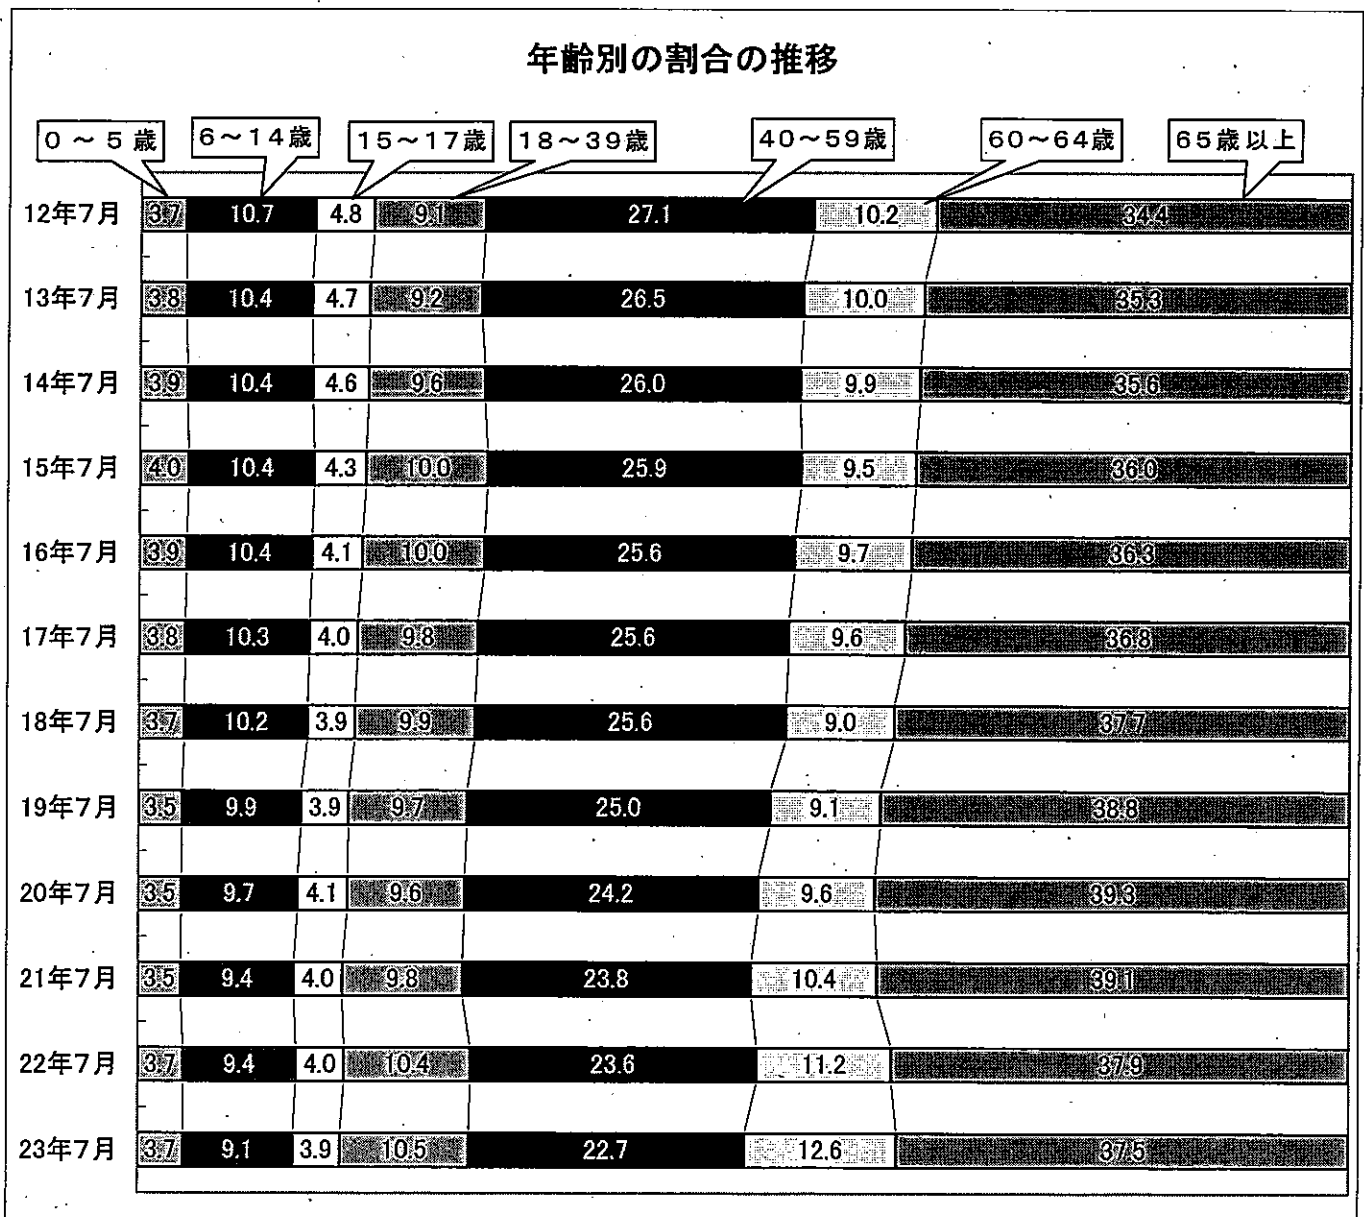 年齢別の割合の推移
0～5歳 6～14歳 15～17歳 18～39歳 40～59歳 60～64歳 65歳以上
12年7月 3.7 10.7 4.8 9.1 27.1 10.2 34.4
13年7月 3.8 10.4 4.7 9.2 26.5 10.0 35.3
14年7月 3.9 10.4 4.6 9.6 26.0 9.9 35.6
15年7月 4.0 10.4 4.3 10.0 25.9 9.5 36.0
16年7月 3.9 10.4 4.1 10.0 25.6 9.7 36.3
17年7月 3.8 10.3 4.0 9.8 25.6 9.6 36.8
18年7月 3.7 10.2 3.9 9.9 25.6 9.0 37.7
19年7月 3.5 9.9 3.9 9.7 25.0 9.1 38.8
20年7月 3.5 9.7 4.1 9.6 24.2 9.6 39.3
21年7月 3.5 9.4 4.0 9.8 23.8 10.4 39.1
22年7月 3.7 9.4 4.0 10.4 23.6 11.2 37.9
23年7月 3.7 9.1 3.9 10.5 22.7 12.6 37.5